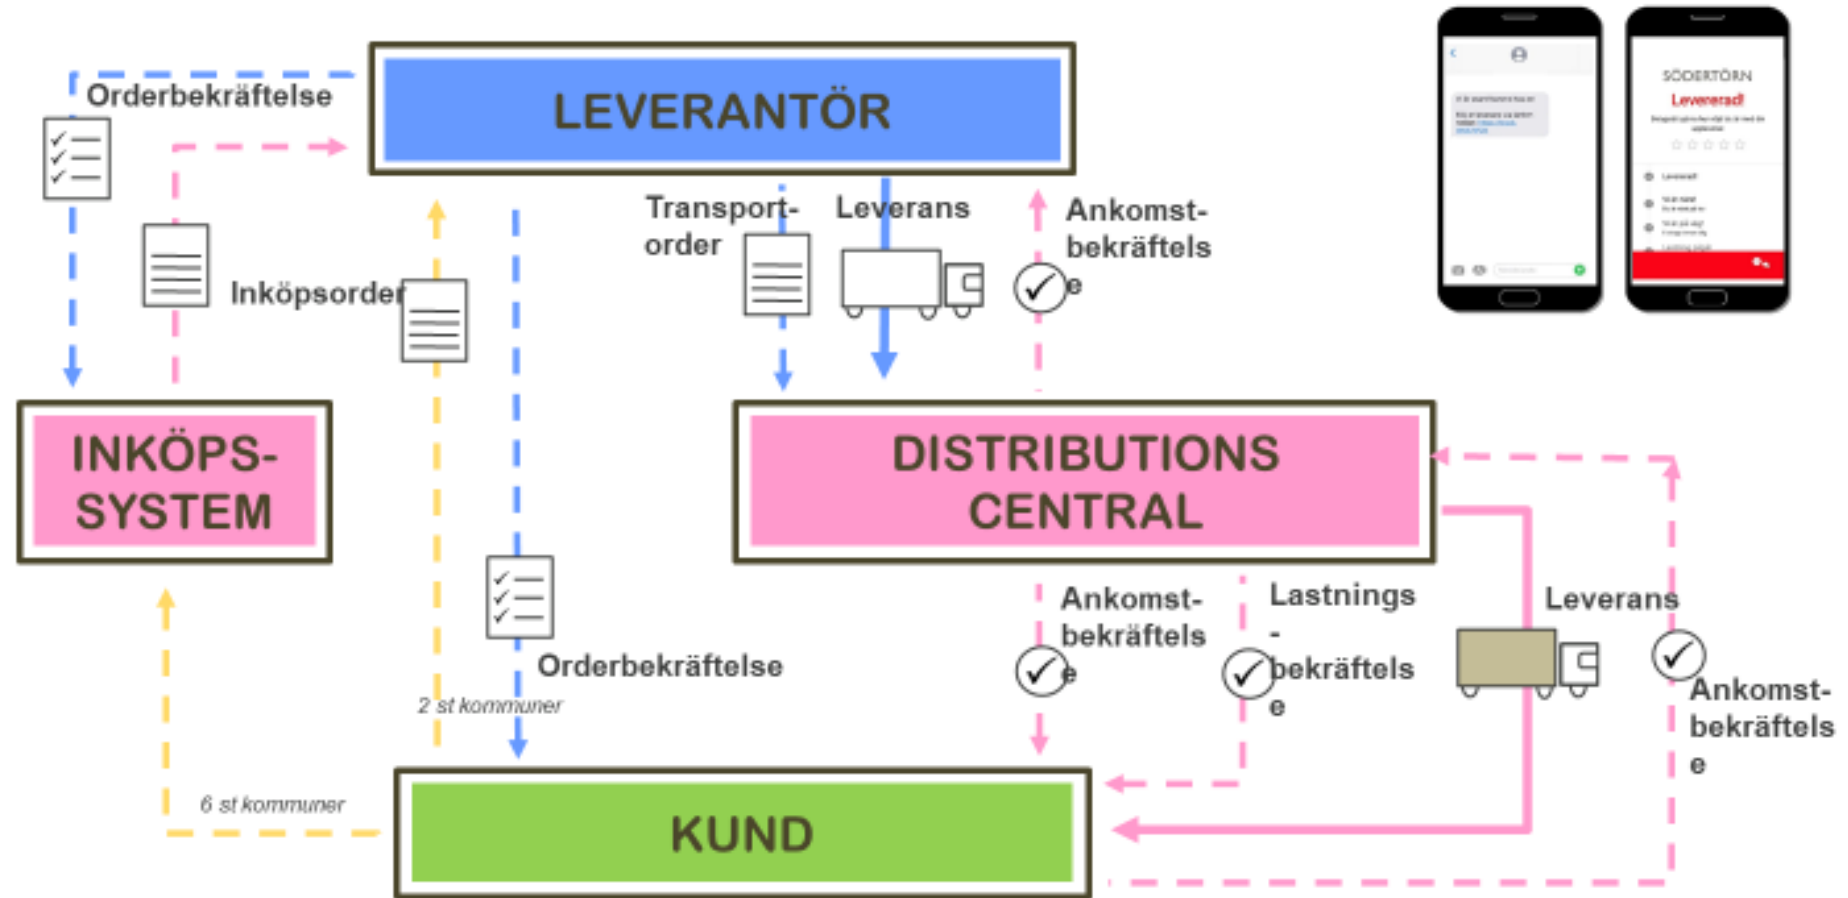 Orderbekräftelse
LEVERANTÖR
SÖDERTÖRN
Levererad!
Levererad!
Inköpsorder
Transport-
order
Leverans
Ankomst-
bekräftels
e
INKÖPS-
SYSTEM
DISTRIBUTIONS
CENTRAL
Orderbekräftelse
2 st kommuner
6 st kommuner
Ankomst-
bekräftels
e
Lastnings
-
bekräftels
e
Leverans
Ankomst-
bekräftels
e
KUND